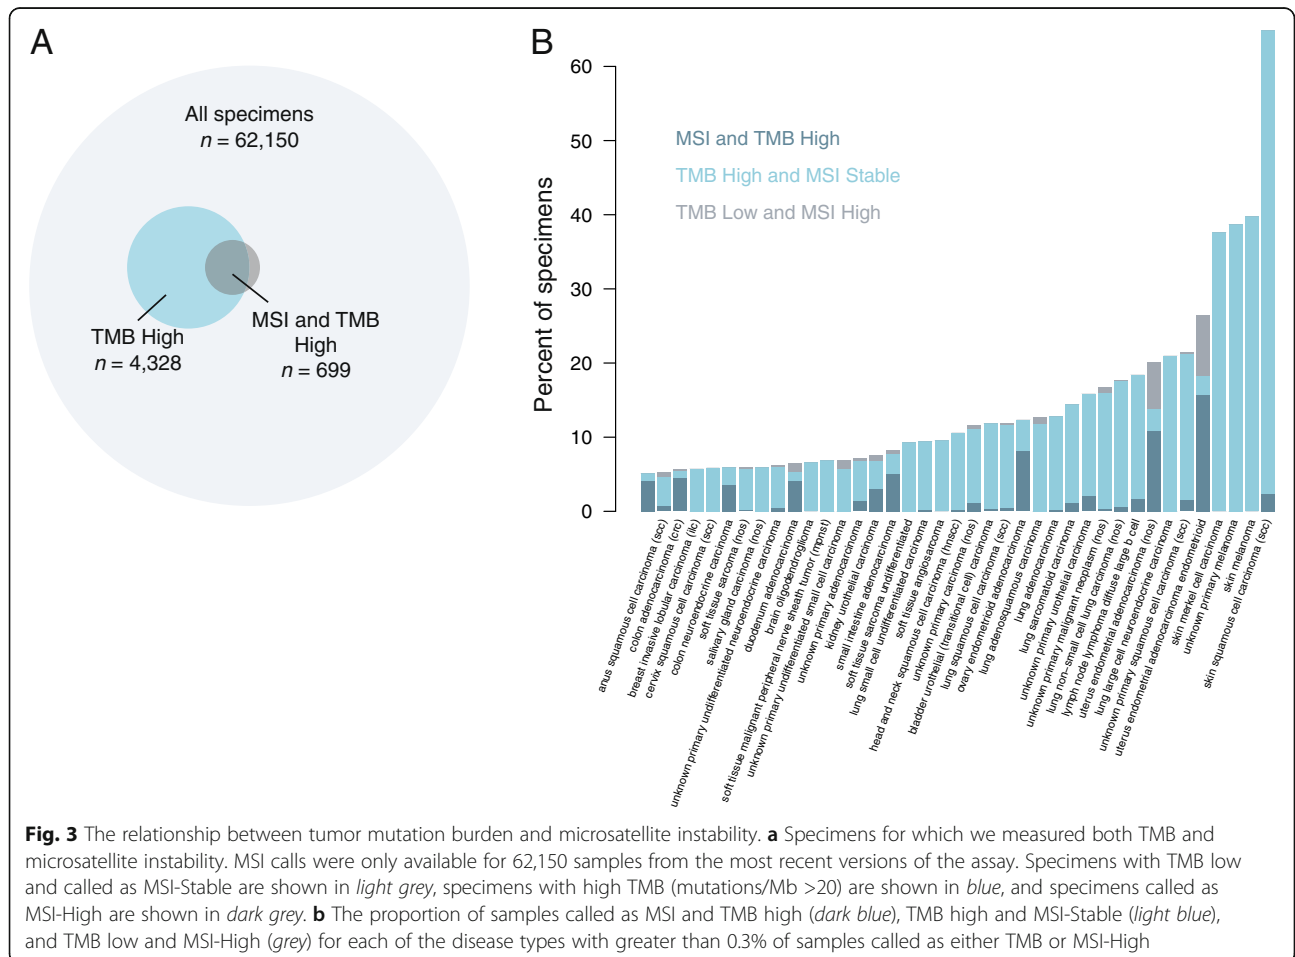 A
All specimens
n = 62,150
TMB High
n = 4,328
MSI and TMB
High
n = 699
B
Percent of specimens
60
50
40
30
20
10
0
MSI and TMB High
TMB High and MSI Stable
TMB Low and MSI High
anus squamous cell carcinoma (scc)
colon adenocarcinoma (crc)
breast invasive lobular carcinoma (ilc)
cervix squamous cell carcinoma (scc)
colon neuroendocrine carcinoma
soft tissue sarcoma (nos)
salivary gland carcinoma (nos)
unknown primary undifferentiated neuroendocrine carcinoma
duodenum adenocarcinoma
brain oligodendroglioma
soft tissue malignant peripheral nerve sheath tumor (mpnst)
unknown primary undifferentiated small cell carcinoma
unknown primary adenocarcinoma
kidney urothelial carcinoma
small intestine adenocarcinoma
soft tissue sarcoma undifferentiated
lung small cell undifferentiated carcinoma
soft tissue angiosarcoma
head and neck squamous cell carcinoma (hnscc)
unknown primary carcinoma (nos)
bladder urothelial (transitional cell) carcinoma
lung squamous cell carcinoma (scc)
ovary endometrioid adenocarcinoma
lung adenosquamous carcinoma
lung adenocarcinoma
lung sarcomatoid carcinoma
unknown primary urothelial carcinoma
unknown primary malignant neoplasm (nos)
lung non−small cell lung carcinoma (nos)
lymph node lymphoma diffuse large b cell
uterus endometrial adenocarcinoma (nos)
lung large cell neuroendocrine carcinoma
unknown primary squamous cell carcinoma (scc)
uterus endometrial adenocarcinoma endometrioid
skin merkel cell carcinoma
unknown primary melanoma
skin melanoma
skin squamous cell carcinoma (scc)
Fig. 3 The relationship between tumor mutation burden and microsatellite instability. a Specimens for which we measured both TMB and
microsatellite instability. MSI calls were only available for 62,150 samples from the most recent versions of the assay. Specimens with TMB low
and called as MSI-Stable are shown in light grey, specimens with high TMB (mutations/Mb >20) are shown in blue, and specimens called as
MSI-High are shown in dark grey. b The proportion of samples called as MSI and TMB high (dark blue), TMB high and MSI-Stable (light blue),
and TMB low and MSI-High (grey) for each of the disease types with greater than 0.3% of samples called as either TMB or MSI-High